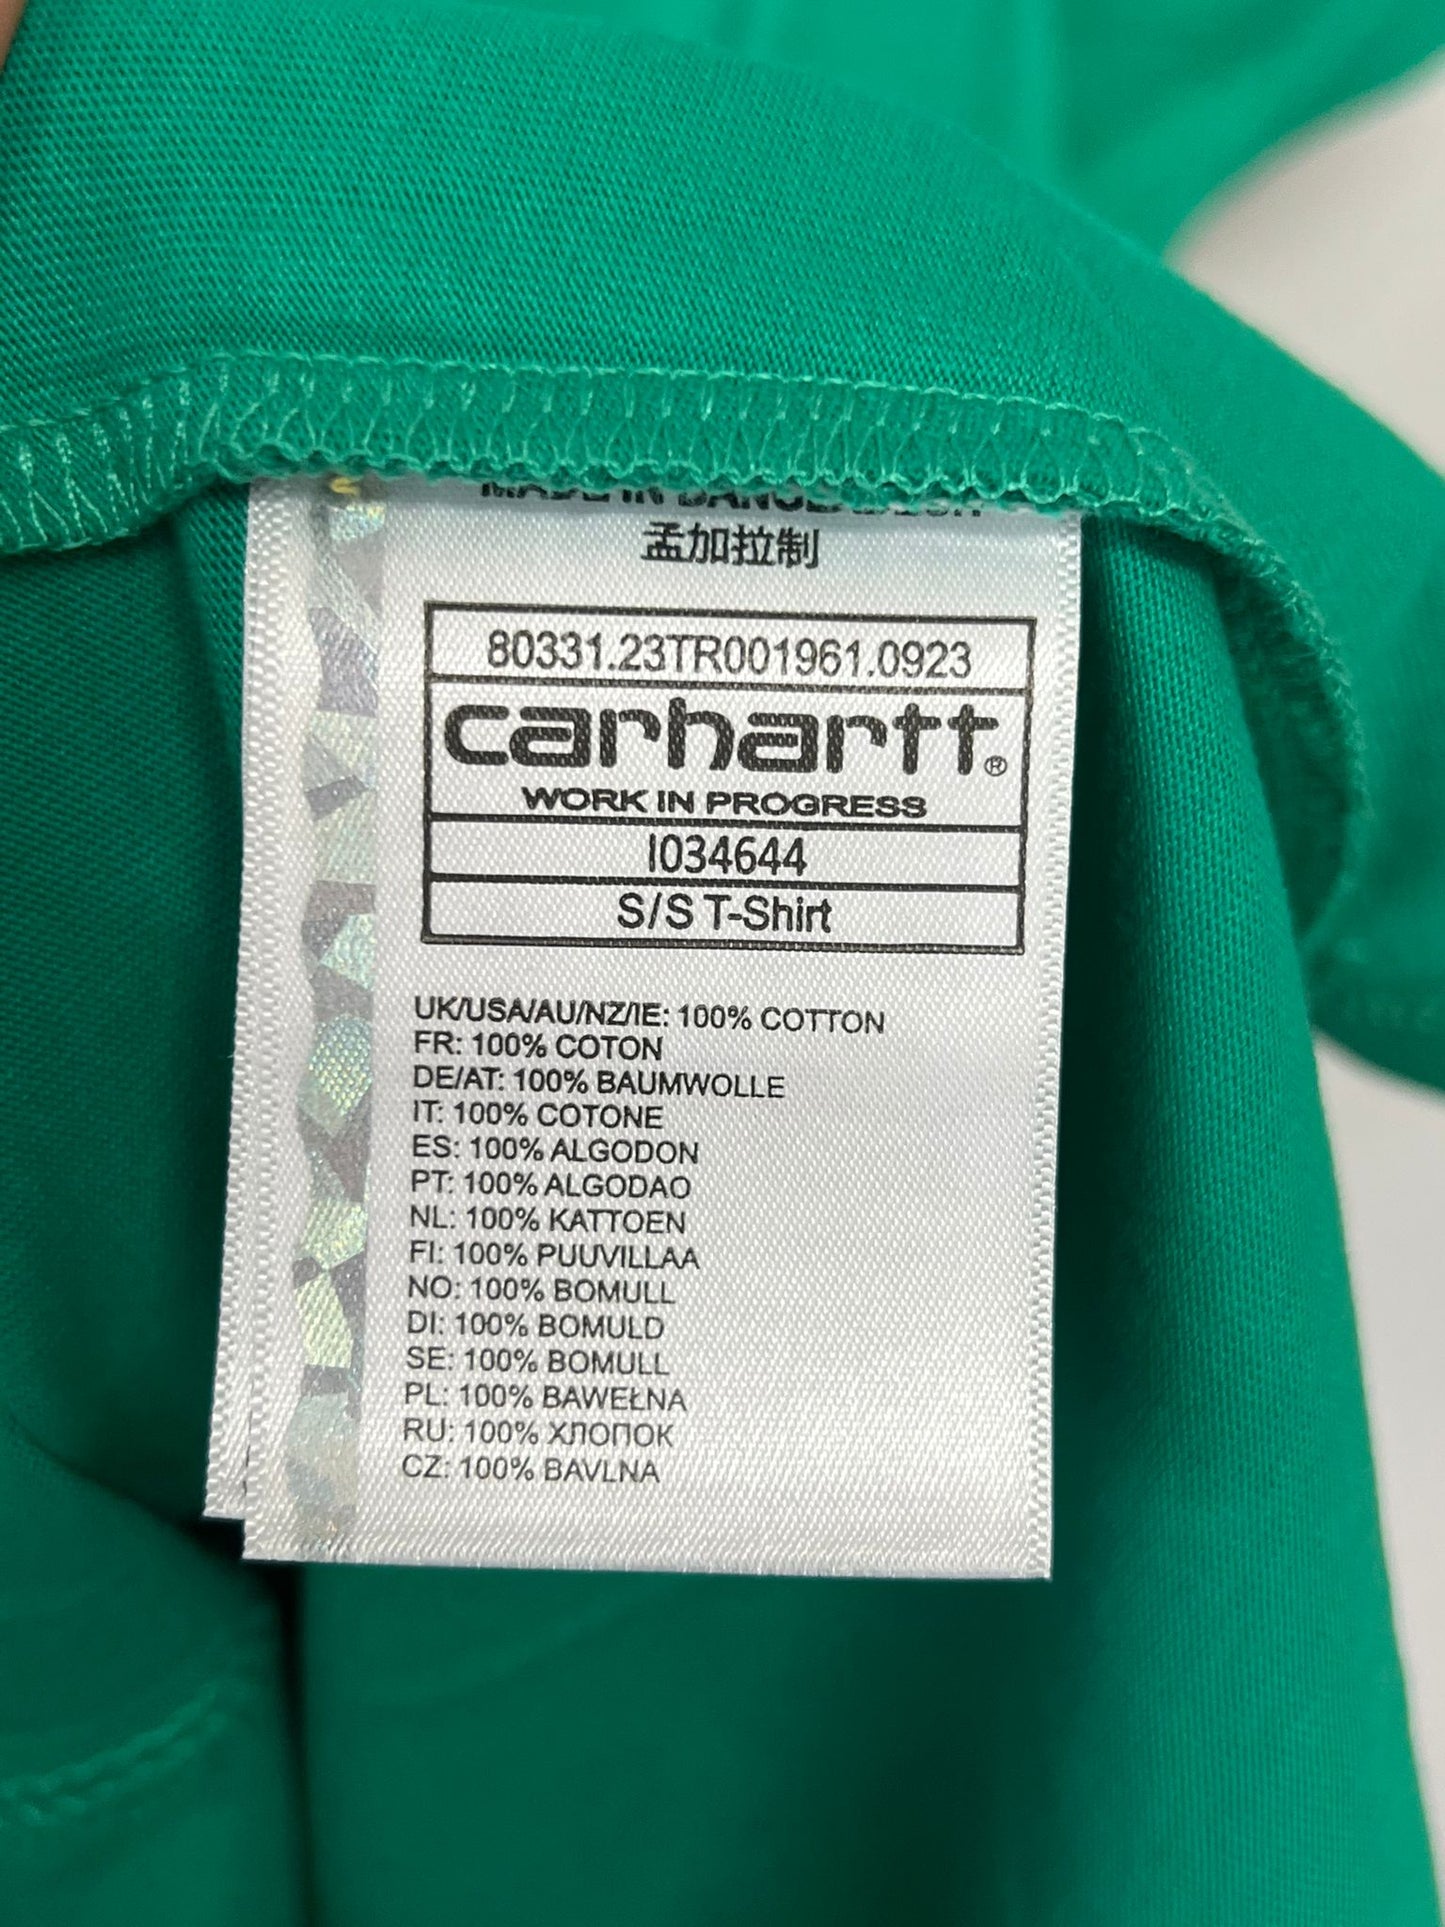 MADE IN BANGLADESH
孟加拉制
80331.23TR001961.0923
carhartt®
WORK IN PROGRESS
I034644
S/S T-Shirt
UK/USA/AU/NZ/IE: 100% COTTON
FR: 100% COTON
DE/AT: 100% BAUMWOLLE
IT: 100% COTONE
ES: 100% ALGODON
PT: 100% ALGODAO
NL: 100% KATTOEN
FI: 100% PUUVILLAA
NO: 100% BOMULL
DI: 100% BOMULD
SE: 100% BOMULL
PL: 100% BAWEŁNA
RU: 100% ХЛОПОК
CZ: 100% BAVLNA